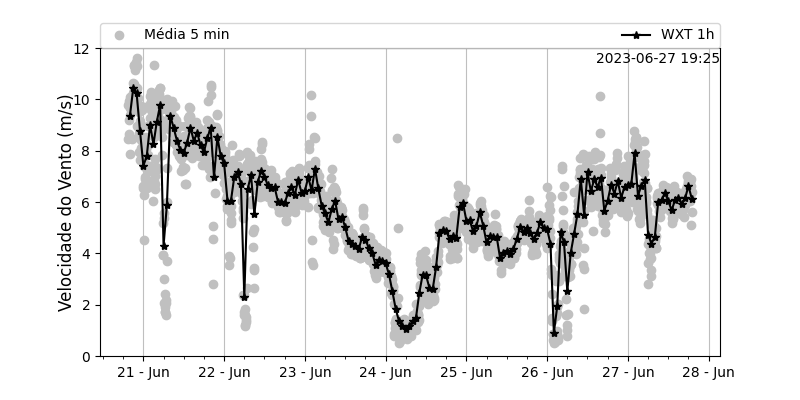 Média 5 min
WXT 1h
2023-06-27 19:25
Velocidade do Vento (m/s)
12
10
8
6
4
2
0
21 - Jun
22 - Jun
23 - Jun
24 - Jun
25 - Jun
26 - Jun
27 - Jun
28 - Jun